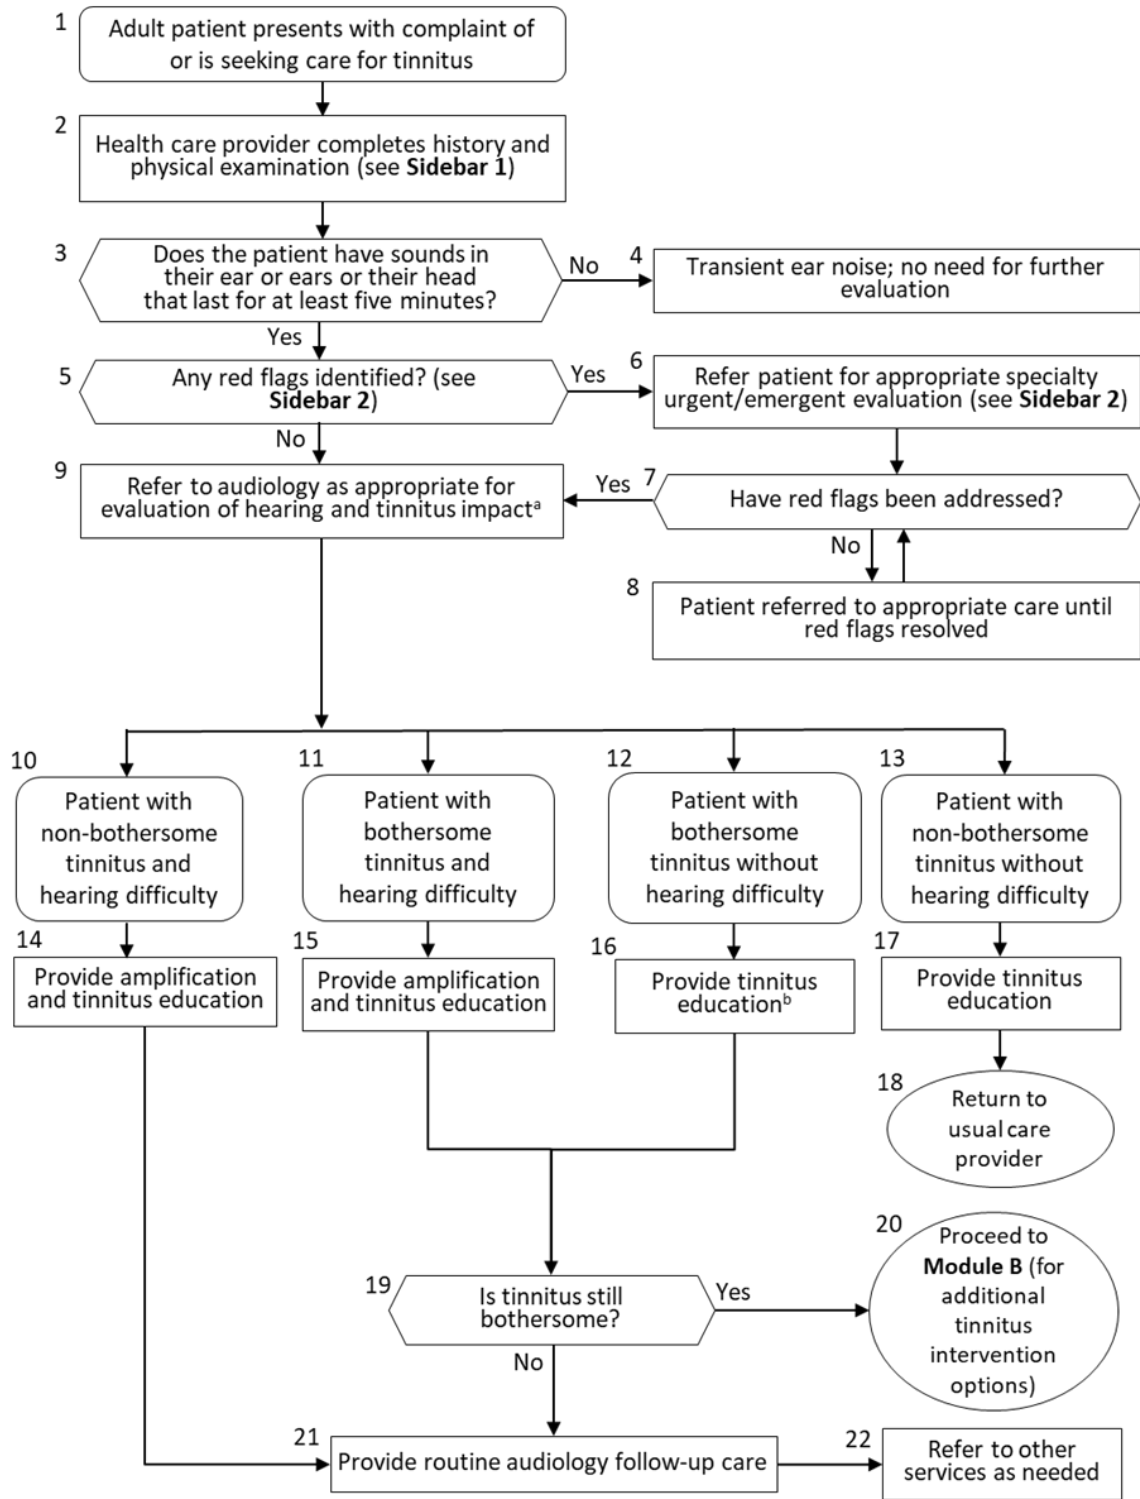 1
Adult patient presents with complaint of
or is seeking care for tinnitus
2
Health care provider completes history and
physical examination (see Sidebar 1)
3
Does the patient have sounds in
their ear or ears or their head
that last for at least five minutes?
No
4
Transient ear noise; no need for further
evaluation
Yes
5
Any red flags identified? (see
Sidebar 2)
Yes
6
Refer patient for appropriate specialty
urgent/emergent evaluation (see Sidebar 2)
No
9
Refer to audiology as appropriate for
evaluation of hearing and tinnitus impactᵃ
Yes
7
Have red flags been addressed?
No
8
Patient referred to appropriate care until
red flags resolved
10
Patient with
non-bothersome
tinnitus and
hearing difficulty
11
Patient with
bothersome
tinnitus and
hearing difficulty
12
Patient with
bothersome
tinnitus without
hearing difficulty
13
Patient with
non-bothersome
tinnitus without
hearing difficulty
14
Provide amplification
and tinnitus education
15
Provide amplification
and tinnitus education
16
Provide tinnitus
educationᵇ
17
Provide tinnitus
education
18
Return to
usual care
provider
19
Is tinnitus still
bothersome?
Yes
20
Proceed to
Module B (for
additional
tinnitus
intervention
options)
No
21
Provide routine audiology follow-up care
22
Refer to other
services as needed